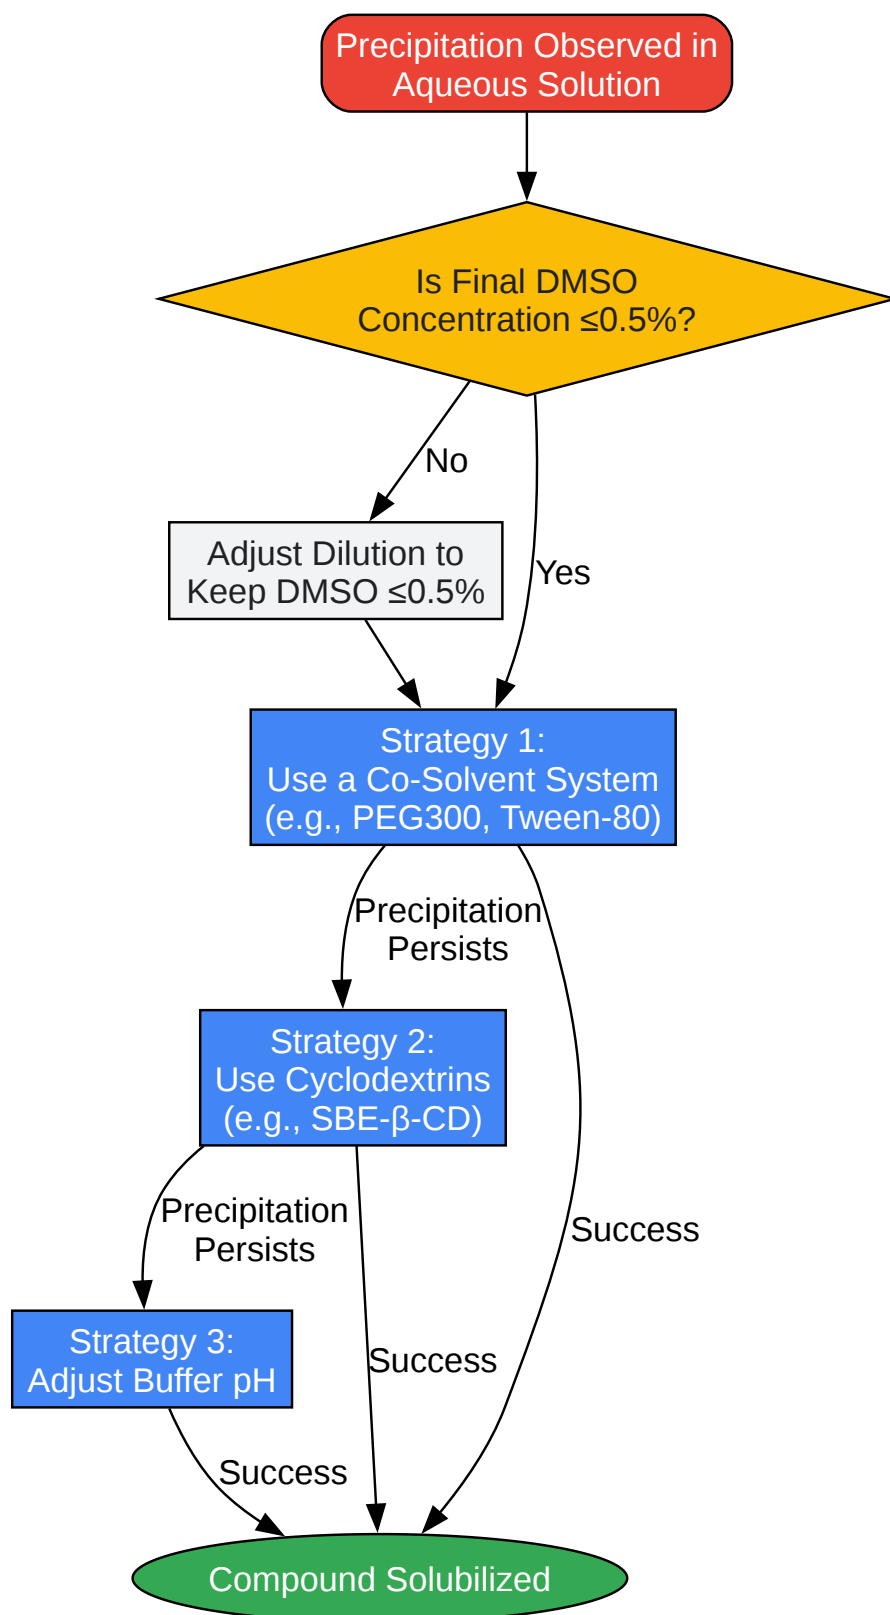 Precipitation Observed in
Aqueous Solution
Is Final DMSO
Concentration ≤0.5%?
No
Adjust Dilution to
Keep DMSO ≤0.5%
Yes
Strategy 1:
Use a Co-Solvent System
(e.g., PEG300, Tween-80)
Precipitation
Persists
Strategy 2:
Use Cyclodextrins
(e.g., SBE-β-CD)
Precipitation
Persists
Success
Strategy 3:
Adjust Buffer pH
Success
Success
Compound Solubilized